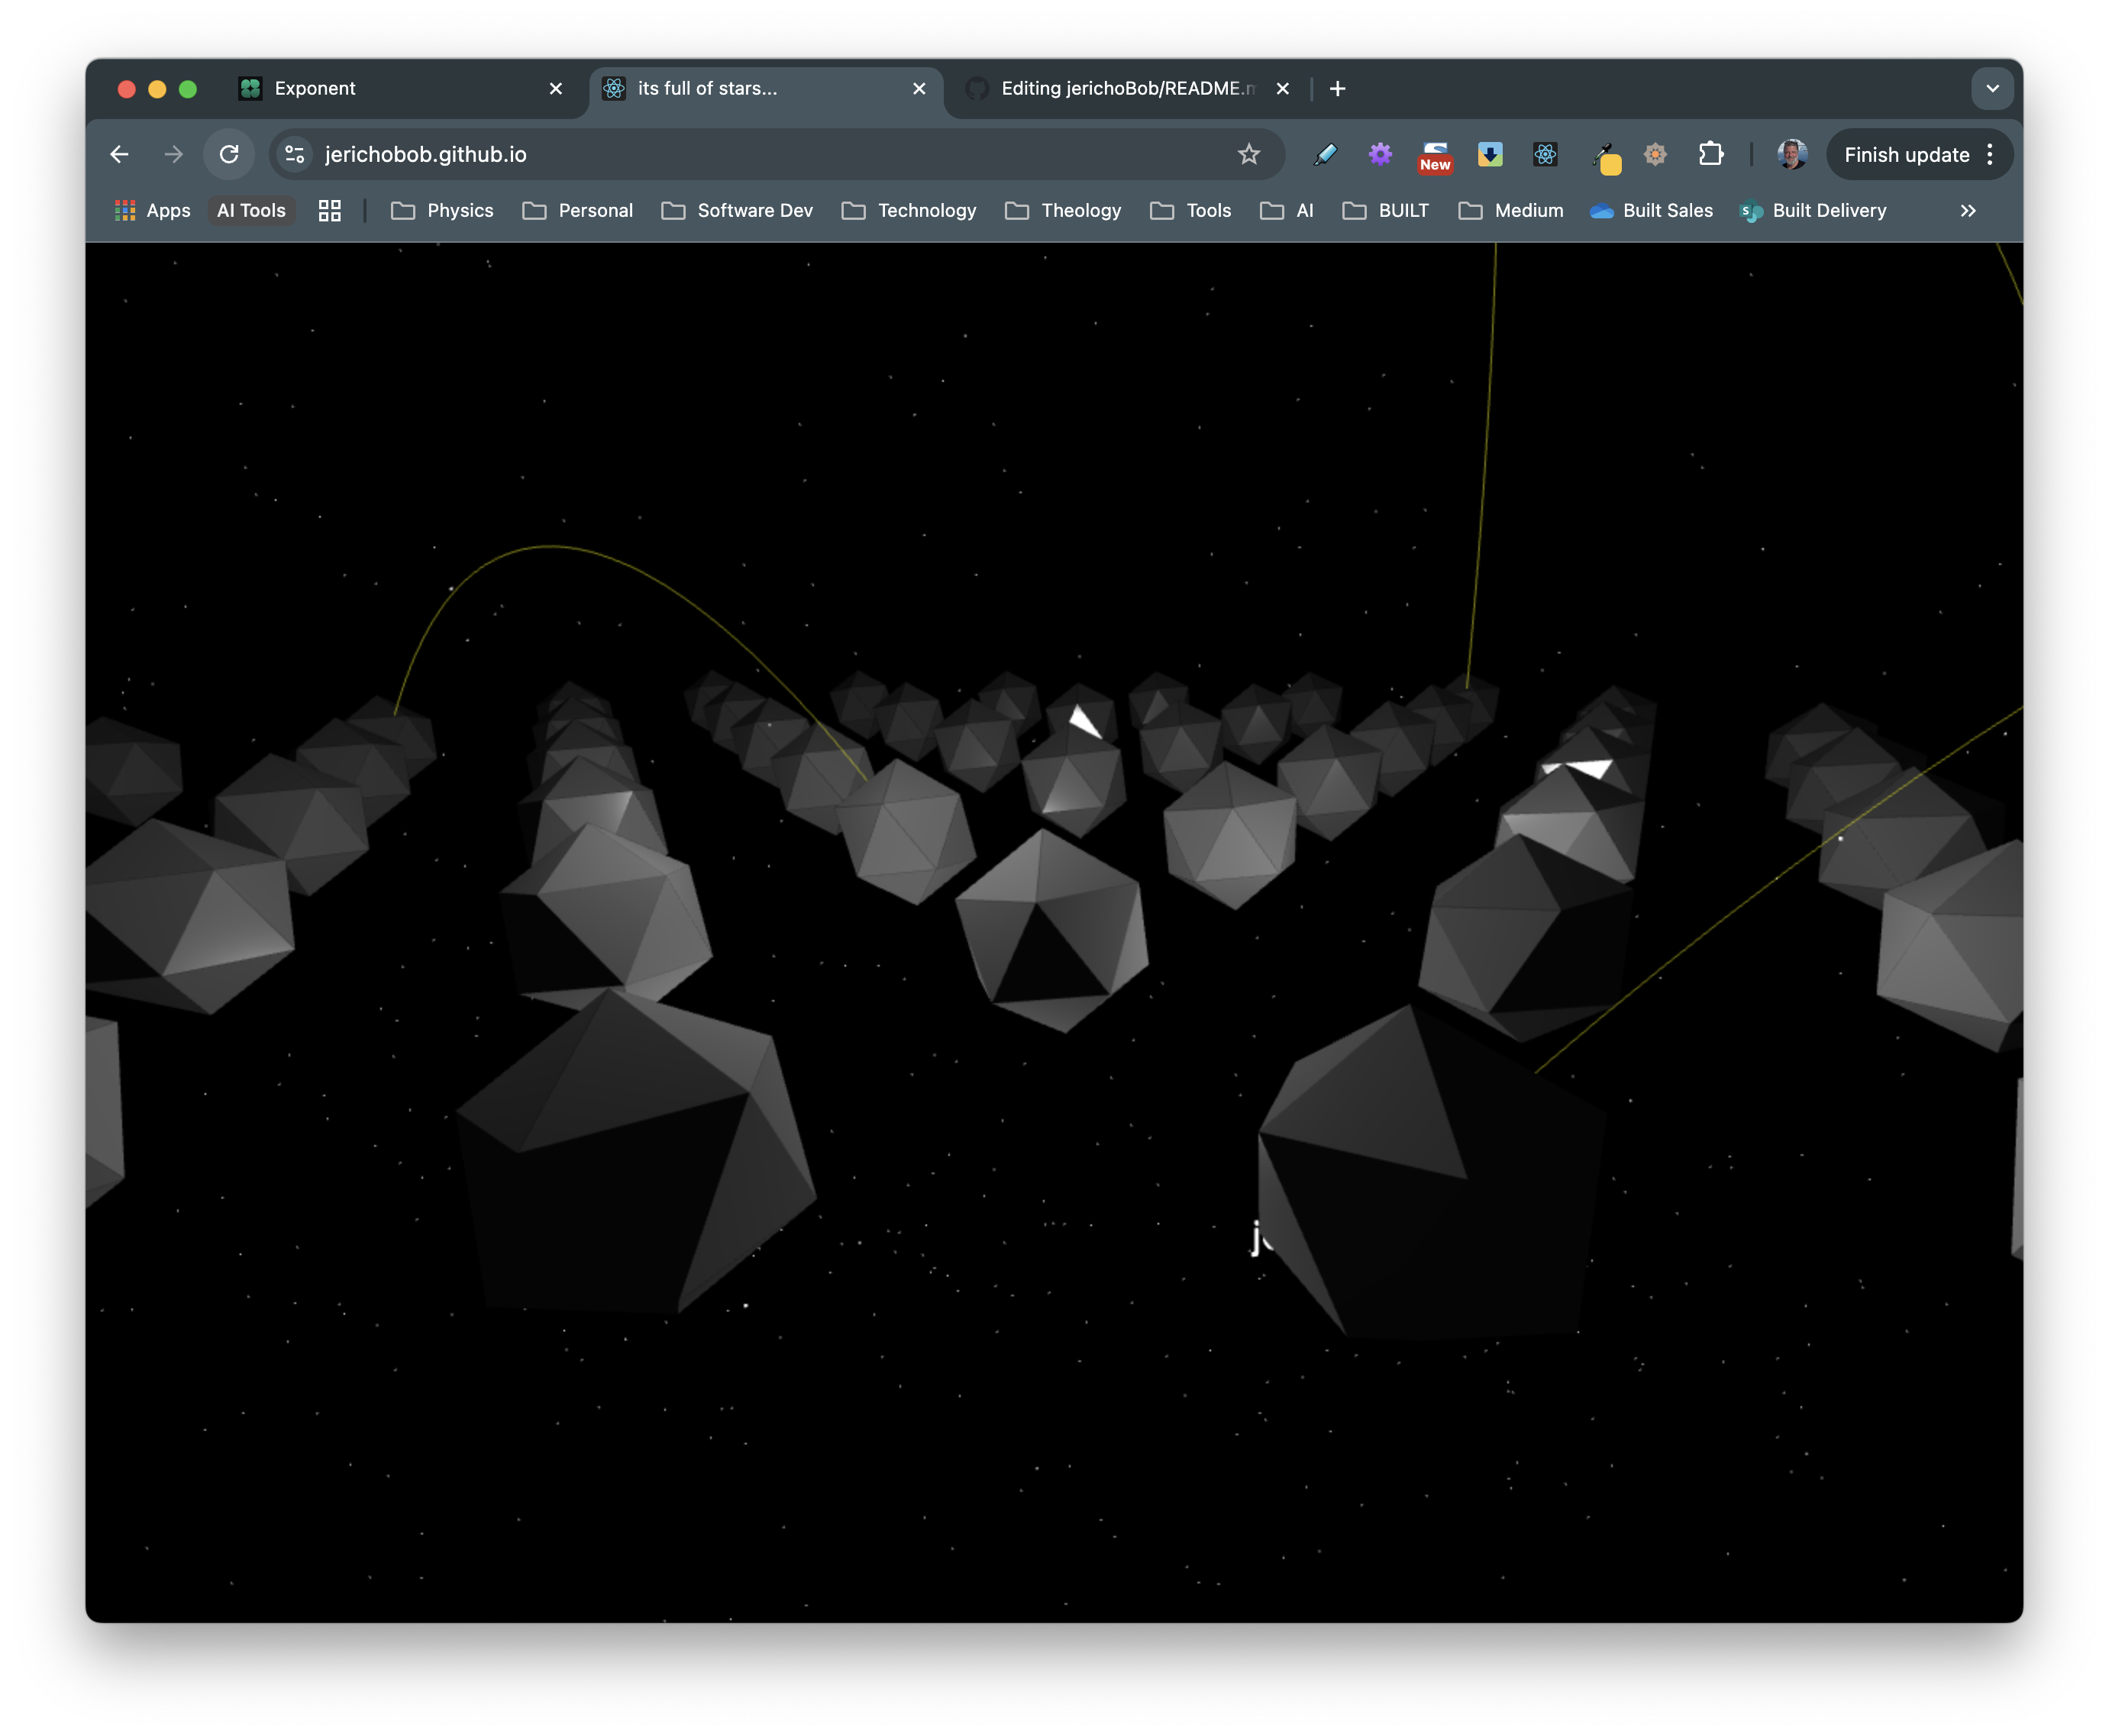 Exponent
its full of stars...
Editing jerichoBob/README.m
jerichobob.github.io
New
Finish update
Apps
AI Tools
Physics
Personal
Software Dev
Technology
Theology
Tools
AI
BUILT
Medium
Built Sales
Built Delivery